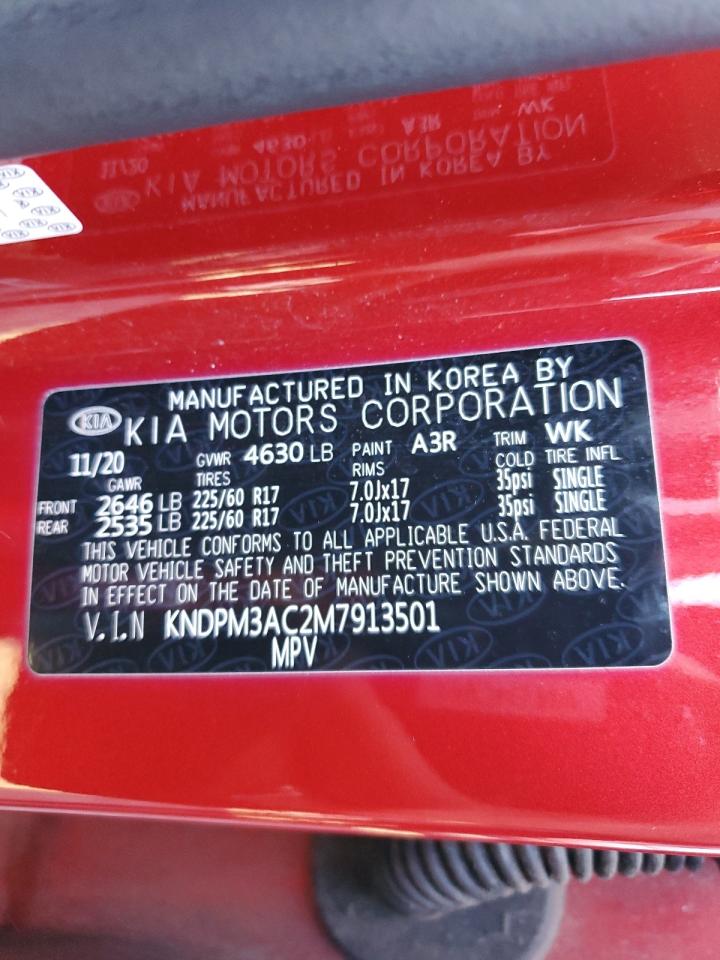 MANUFACTURED IN KOREA BY
KIA KIA MOTORS CORPORATION
11/20 GVWR 4630 LB PAINT A3R TRIM WK
GAWR TIRES RIMS COLD TIRE INFL
FRONT 2646 LB 225/60 R17 7.0Jx17 35psi SINGLE
REAR 2535 LB 225/60 R17 7.0Jx17 35psi SINGLE
THIS VEHICLE CONFORMS TO ALL APPLICABLE U.S.A. FEDERAL
MOTOR VEHICLE SAFETY AND THEFT PREVENTION STANDARDS
IN EFFECT ON THE DATE OF MANUFACTURE SHOWN ABOVE.
V.I.N KNDPM3AC2M7913501
MPV